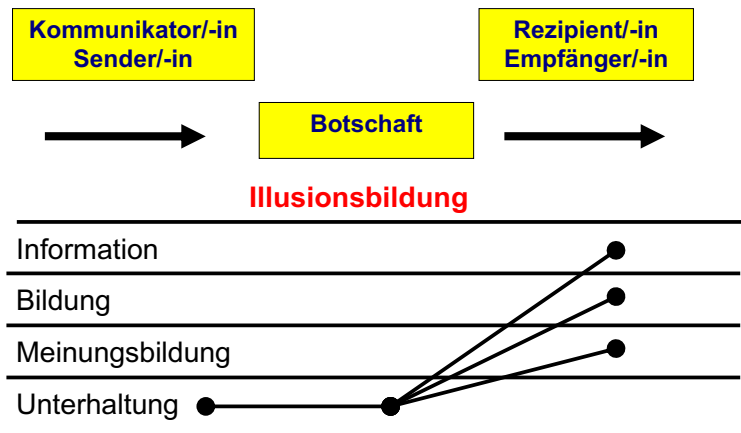 Kommunikator/-in
Sender/-in
Rezipient/-in
Empfänger/-in
Botschaft
Illusionsbildung
Information
Bildung
Meinungsbildung
Unterhaltung